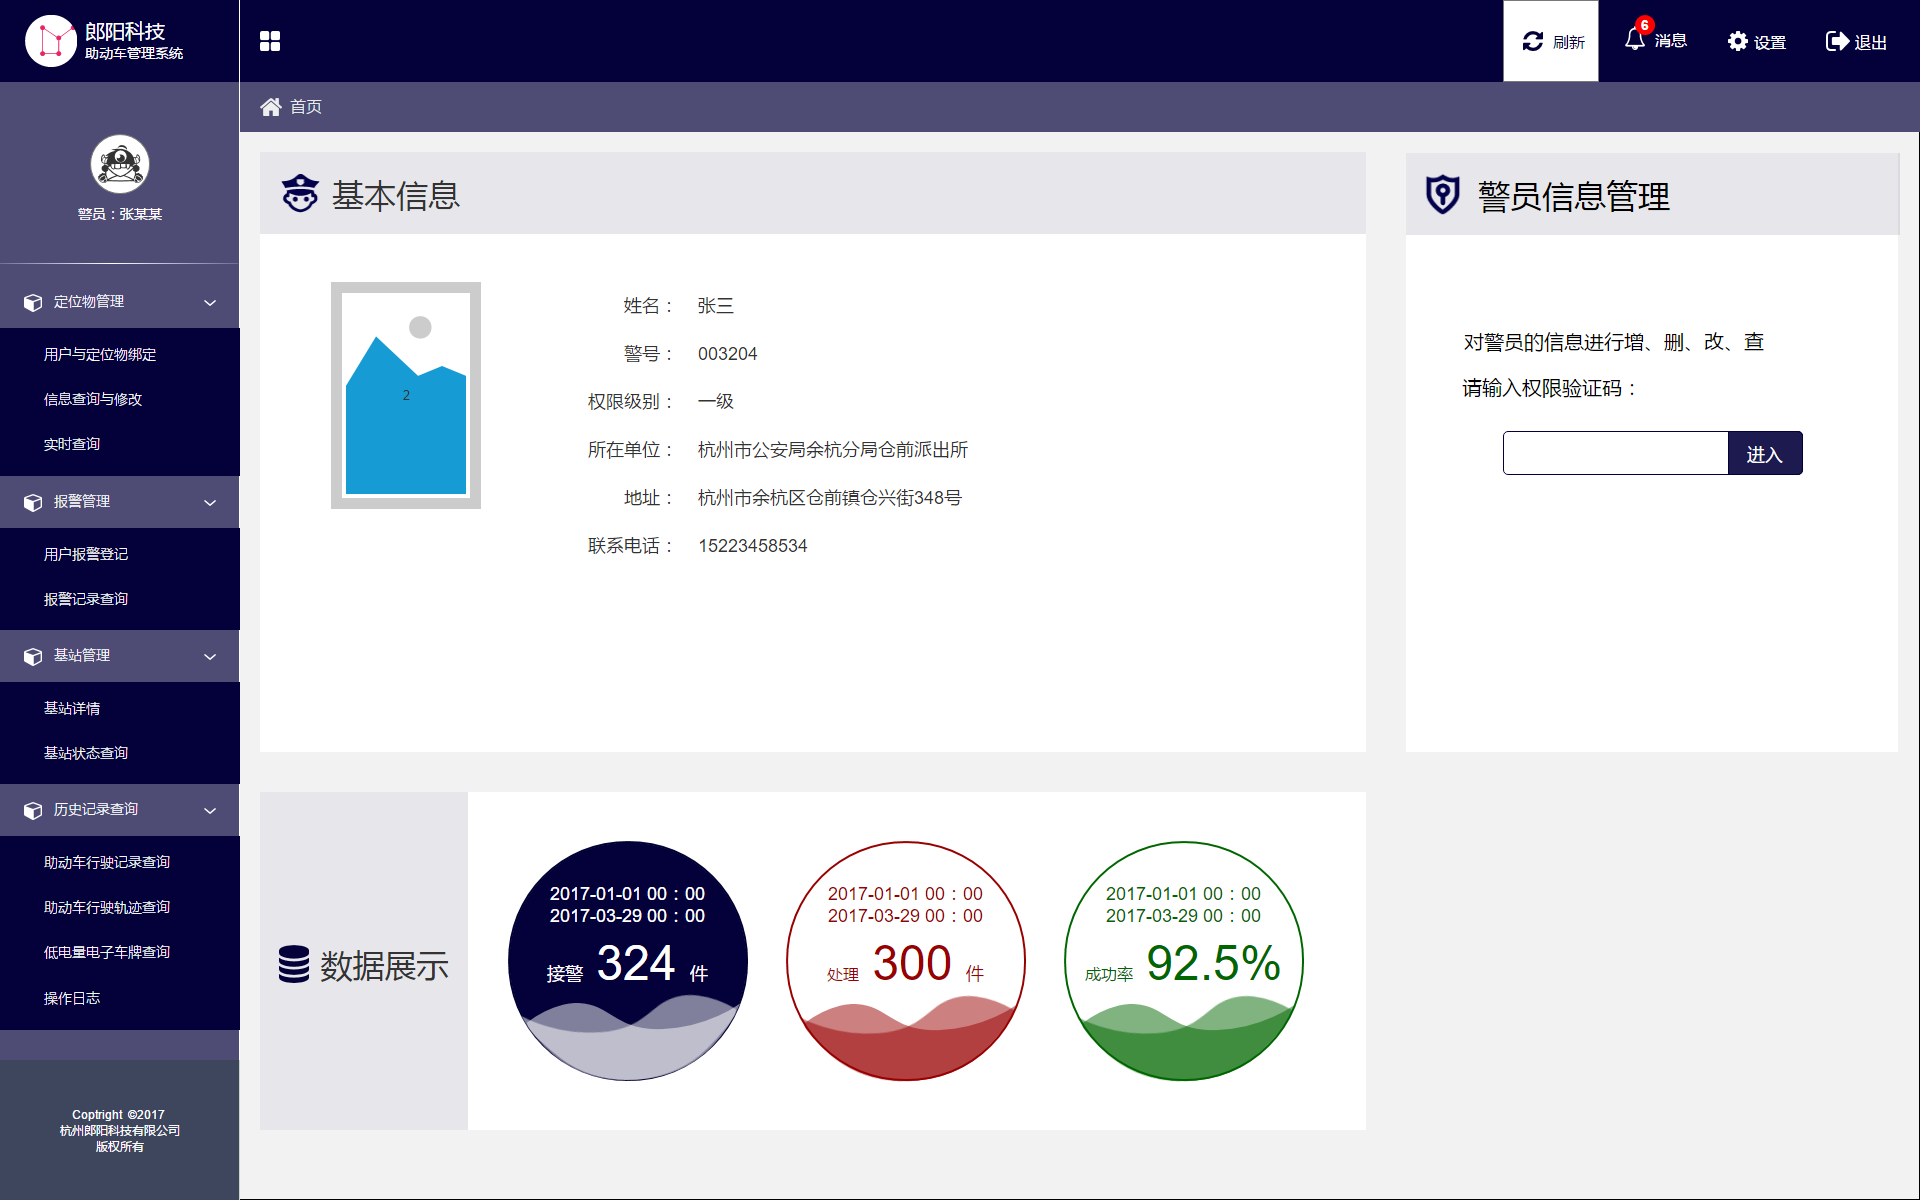 郎阳科技
助动车管理系统
刷新
6
消息
设置
退出
首页
警员：张某某
定位物管理
用户与定位物绑定
信息查询与修改
实时查询
报警管理
用户报警登记
报警记录查询
基站管理
基站详情
基站状态查询
历史记录查询
助动车行驶记录查询
助动车行驶轨迹查询
低电量电子车牌查询
操作日志
Coptright ©2017
杭州郎阳科技有限公司
版权所有
基本信息
2
姓名： 张三
警号： 003204
权限级别： 一级
所在单位： 杭州市公安局余杭分局仓前派出所
地址： 杭州市余杭区仓前镇仓兴街348号
联系电话： 15223458534
警员信息管理
对警员的信息进行增、删、改、查
请输入权限验证码：
进入
数据展示
2017-01-01 00：00
2017-03-29 00：00
接警 324 件
2017-01-01 00：00
2017-03-29 00：00
处理 300 件
2017-01-01 00：00
2017-03-29 00：00
成功率 92.5%